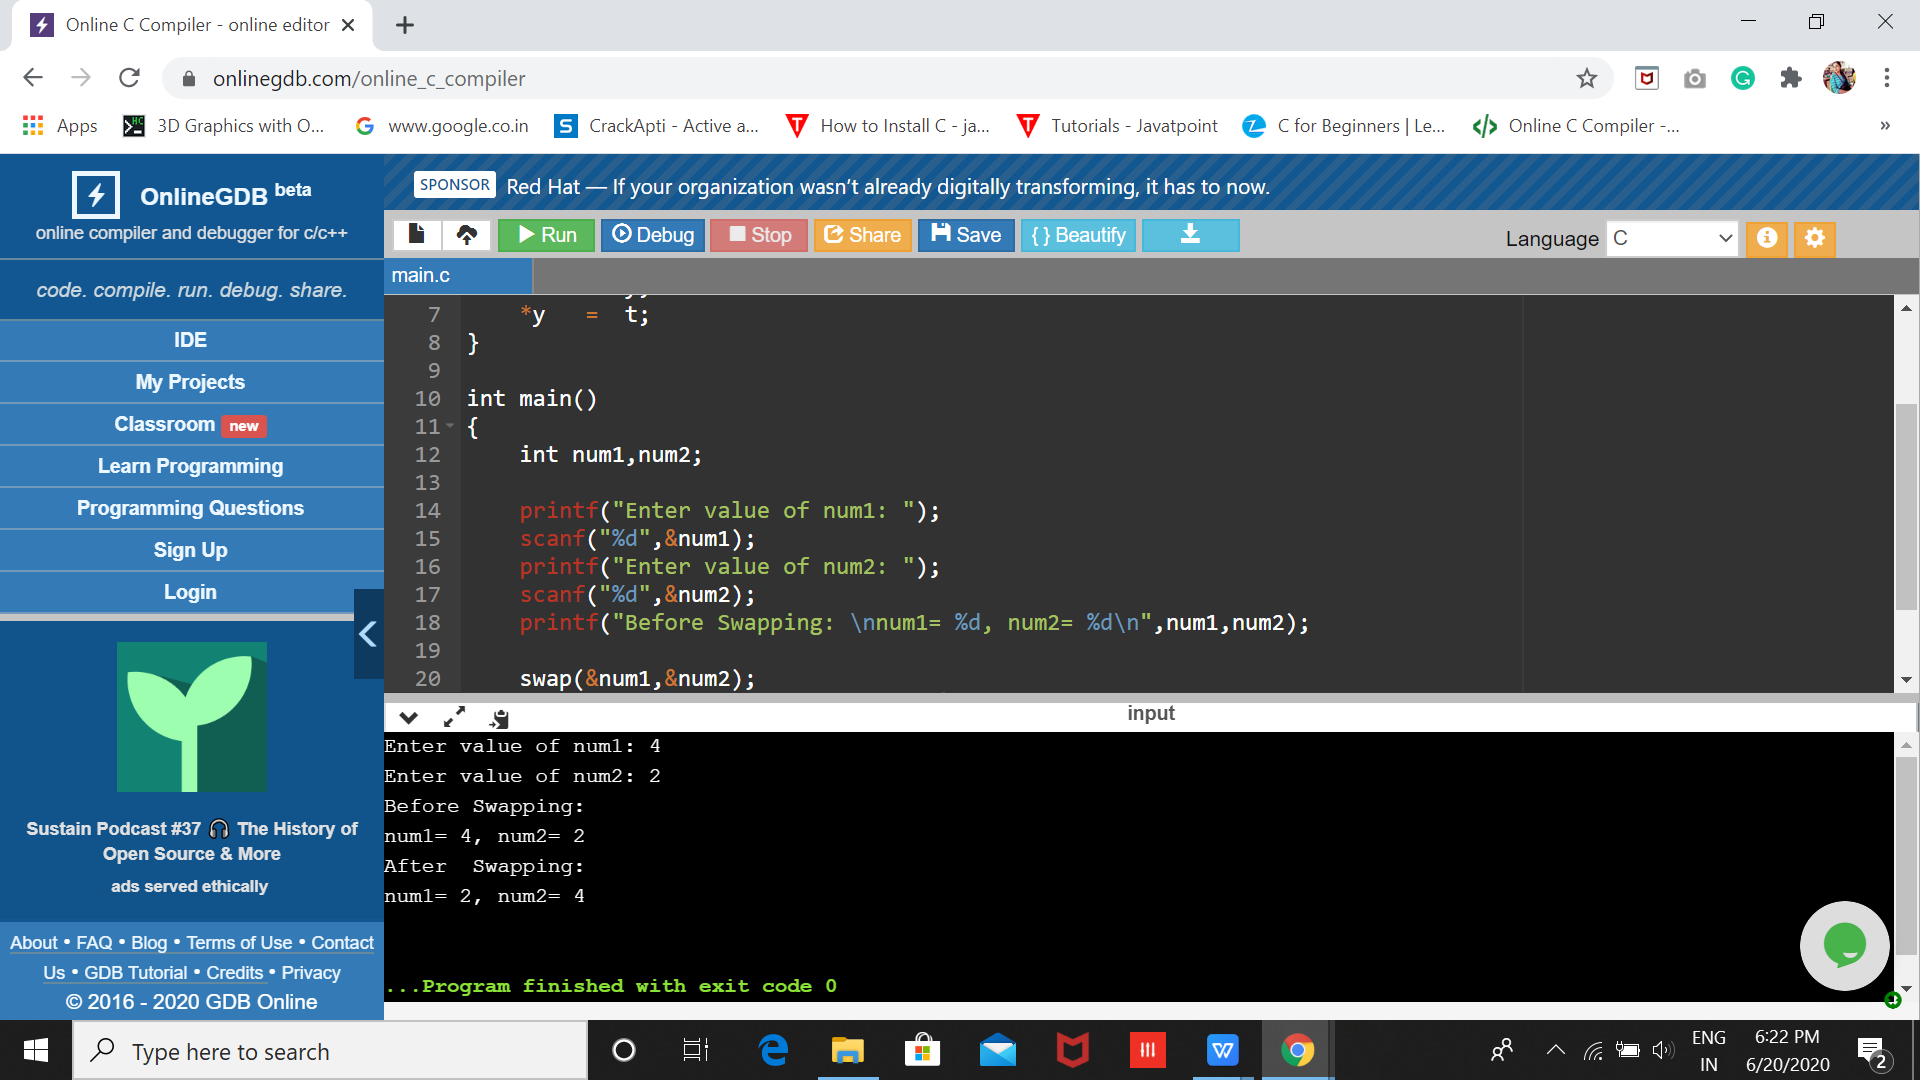 Online C Compiler - online editor
onlinegdb.com/online_c_compiler
Apps
3D Graphics with O...
www.google.co.in
CrackApti - Active a...
How to Install C - ja...
Tutorials - Javatpoint
C for Beginners | Le...
Online C Compiler -...
»
OnlineGDB beta
online compiler and debugger for c/c++
code. compile. run. debug. share.
IDE
My Projects
Classroom new
Learn Programming
Programming Questions
Sign Up
Login
Sustain Podcast #37 🎧 The History of
Open Source & More
ads served ethically
About • FAQ • Blog • Terms of Use • Contact
Us • GDB Tutorial • Credits • Privacy
© 2016 - 2020 GDB Online
SPONSOR Red Hat — If your organization wasn't already digitally transforming, it has to now.
Run Debug Stop Share Save { } Beautify
Language C
main.c
7 *y = t;
8 }
9
10 int main()
11 {
12 int num1,num2;
13
14 printf("Enter value of num1: ");
15 scanf("%d",&num1);
16 printf("Enter value of num2: ");
17 scanf("%d",&num2);
18 printf("Before Swapping: \nnum1= %d, num2= %d\n",num1,num2);
19
20 swap(&num1,&num2);
input
Enter value of num1: 4
Enter value of num2: 2
Before Swapping:
num1= 4, num2= 2
After  Swapping:
num1= 2, num2= 4
...Program finished with exit code 0
Type here to search
ENG
IN
6:22 PM
6/20/2020
2